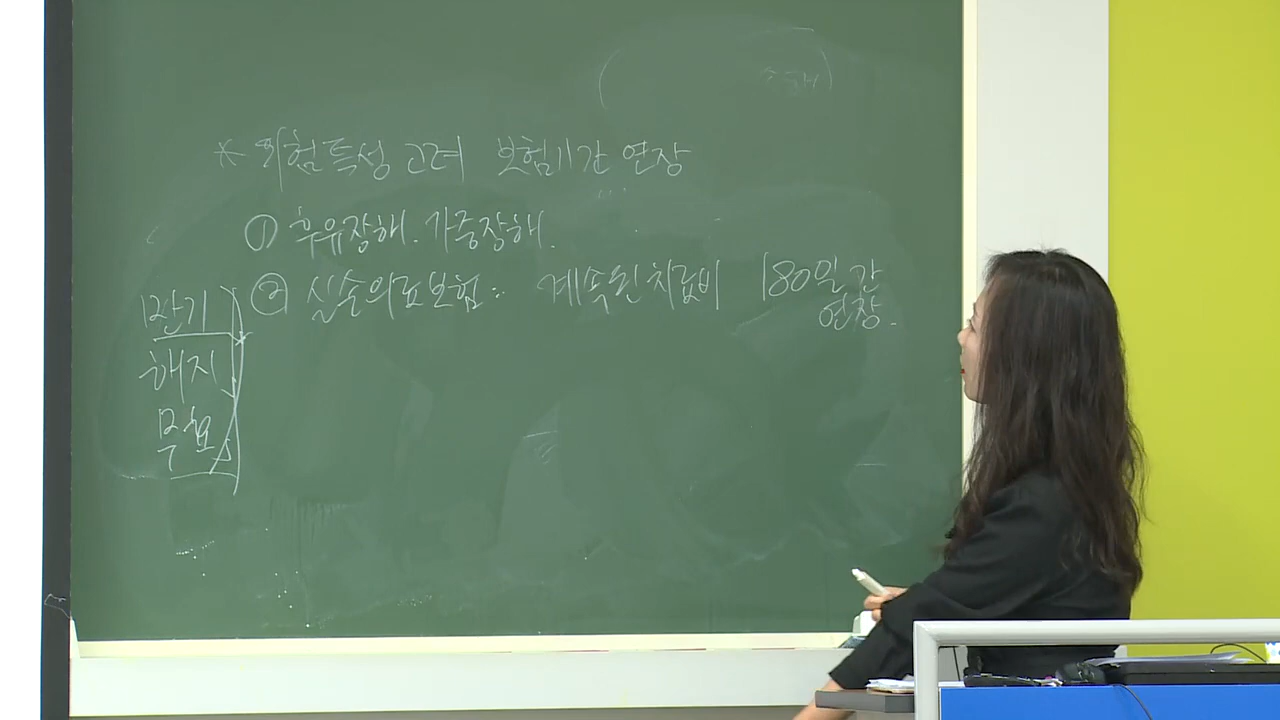 * 위험특성 고려 보험기간 연장
① 후유장해. 가중장해.
② 실손의료보험: 계속된 치료비 180일간
연장.
만기
해지
무효